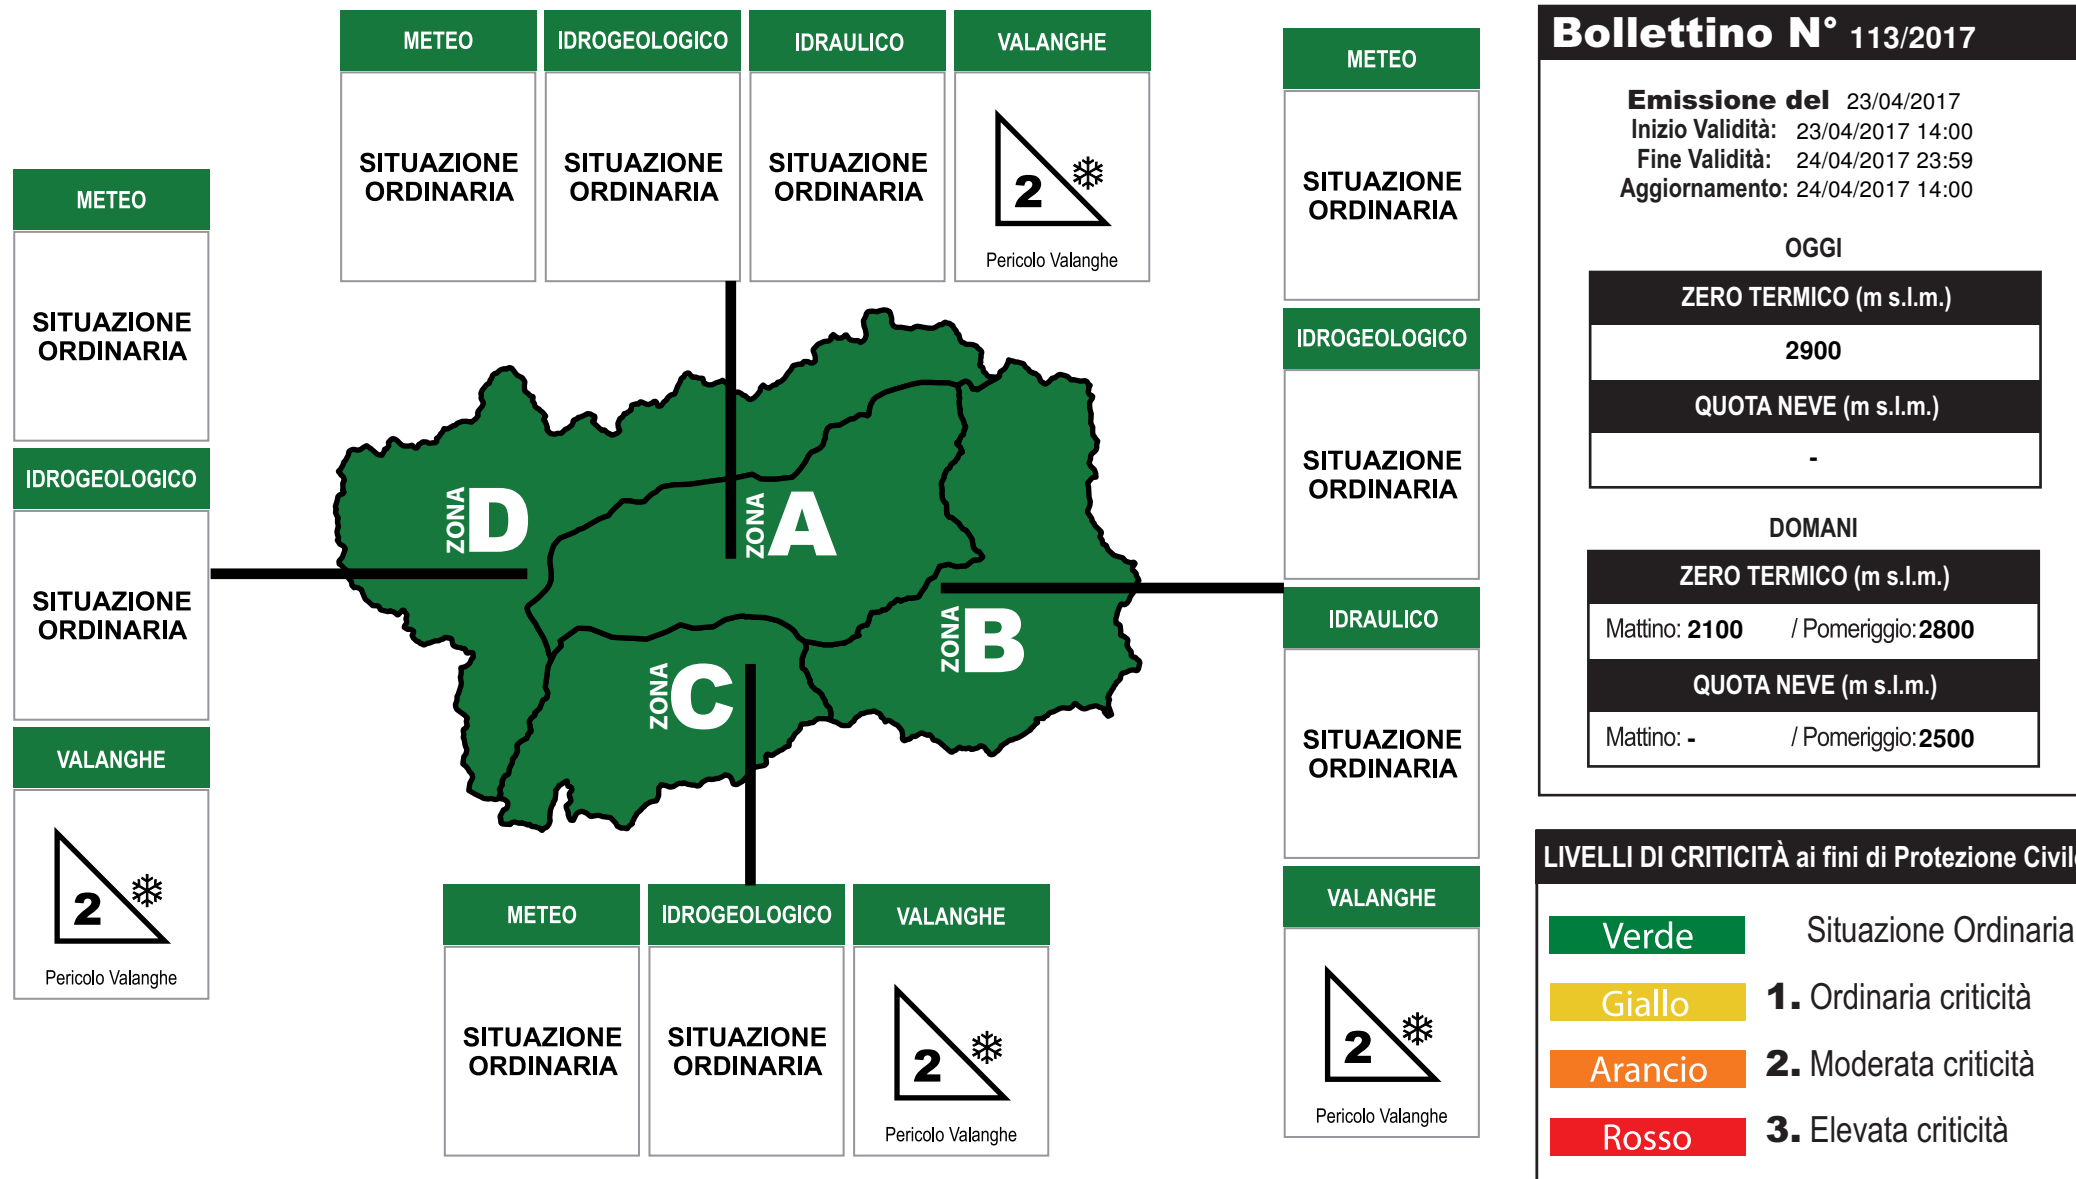 METEO
IDROGEOLOGICO
IDRAULICO
VALANGHE
SITUAZIONE
ORDINARIA
SITUAZIONE
ORDINARIA
SITUAZIONE
ORDINARIA
2
Pericolo Valanghe
METEO
SITUAZIONE
ORDINARIA
IDROGEOLOGICO
SITUAZIONE
ORDINARIA
VALANGHE
2
Pericolo Valanghe
ZONA D
ZONA A
ZONA B
ZONA C
METEO
IDROGEOLOGICO
VALANGHE
SITUAZIONE
ORDINARIA
SITUAZIONE
ORDINARIA
2
Pericolo Valanghe
METEO
SITUAZIONE
ORDINARIA
IDROGEOLOGICO
SITUAZIONE
ORDINARIA
IDRAULICO
SITUAZIONE
ORDINARIA
VALANGHE
2
Pericolo Valanghe
Bollettino N° 113/2017
Emissione del 23/04/2017
Inizio Validità: 23/04/2017 14:00
Fine Validità: 24/04/2017 23:59
Aggiornamento: 24/04/2017 14:00
OGGI
ZERO TERMICO (m s.l.m.)
2900
QUOTA NEVE (m s.l.m.)
-
DOMANI
ZERO TERMICO (m s.l.m.)
Mattino: 2100 / Pomeriggio: 2800
QUOTA NEVE (m s.l.m.)
Mattino: - / Pomeriggio: 2500
LIVELLI DI CRITICITÀ ai fini di Protezione Civile
Verde Situazione Ordinaria
Giallo 1. Ordinaria criticità
Arancio 2. Moderata criticità
Rosso 3. Elevata criticità